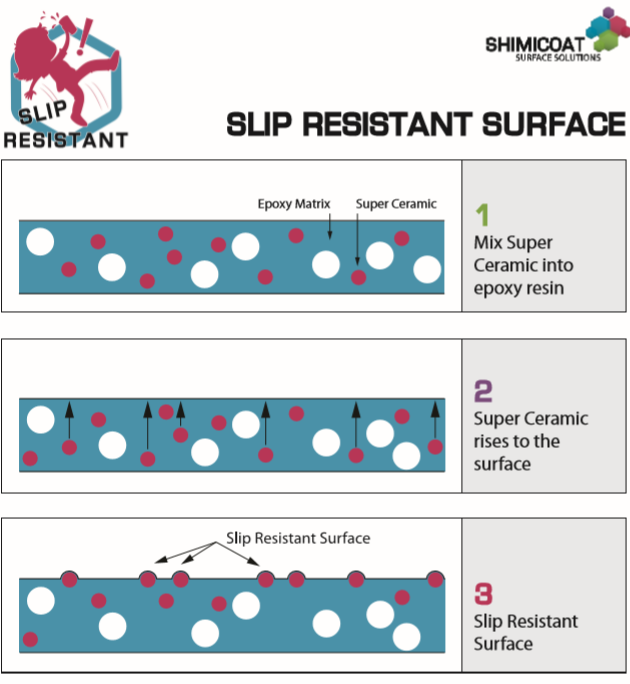 SLIP
RESISTANT
SHIMICOAT
SURFACE SOLUTIONS
SLIP RESISTANT SURFACE
Epoxy Matrix
Super Ceramic
1
Mix Super
Ceramic into
epoxy resin
2
Super Ceramic
rises to the
surface
Slip Resistant Surface
3
Slip Resistant
Surface